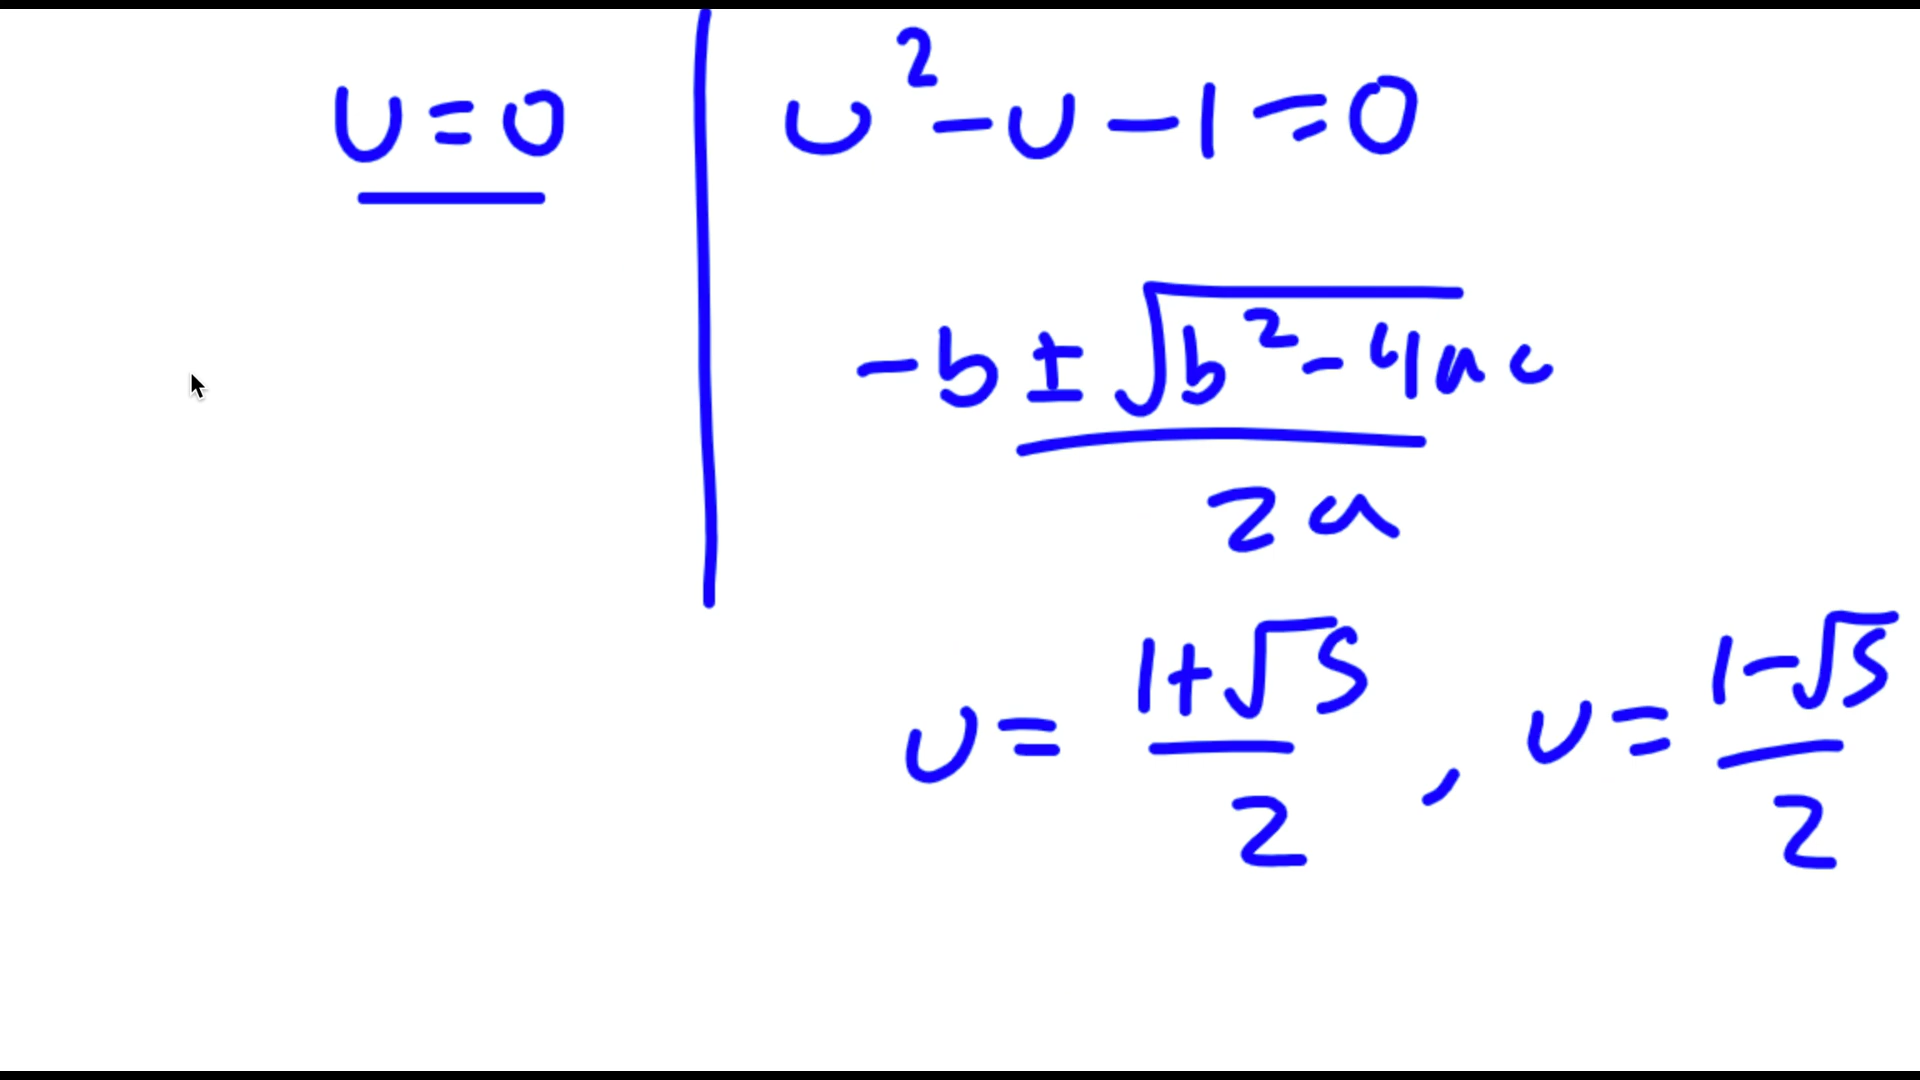 u = 0
u² - u - 1 = 0
-b ± √(b² - 4ac)
2a
u = (1+√5)/2 , u = (1-√5)/2